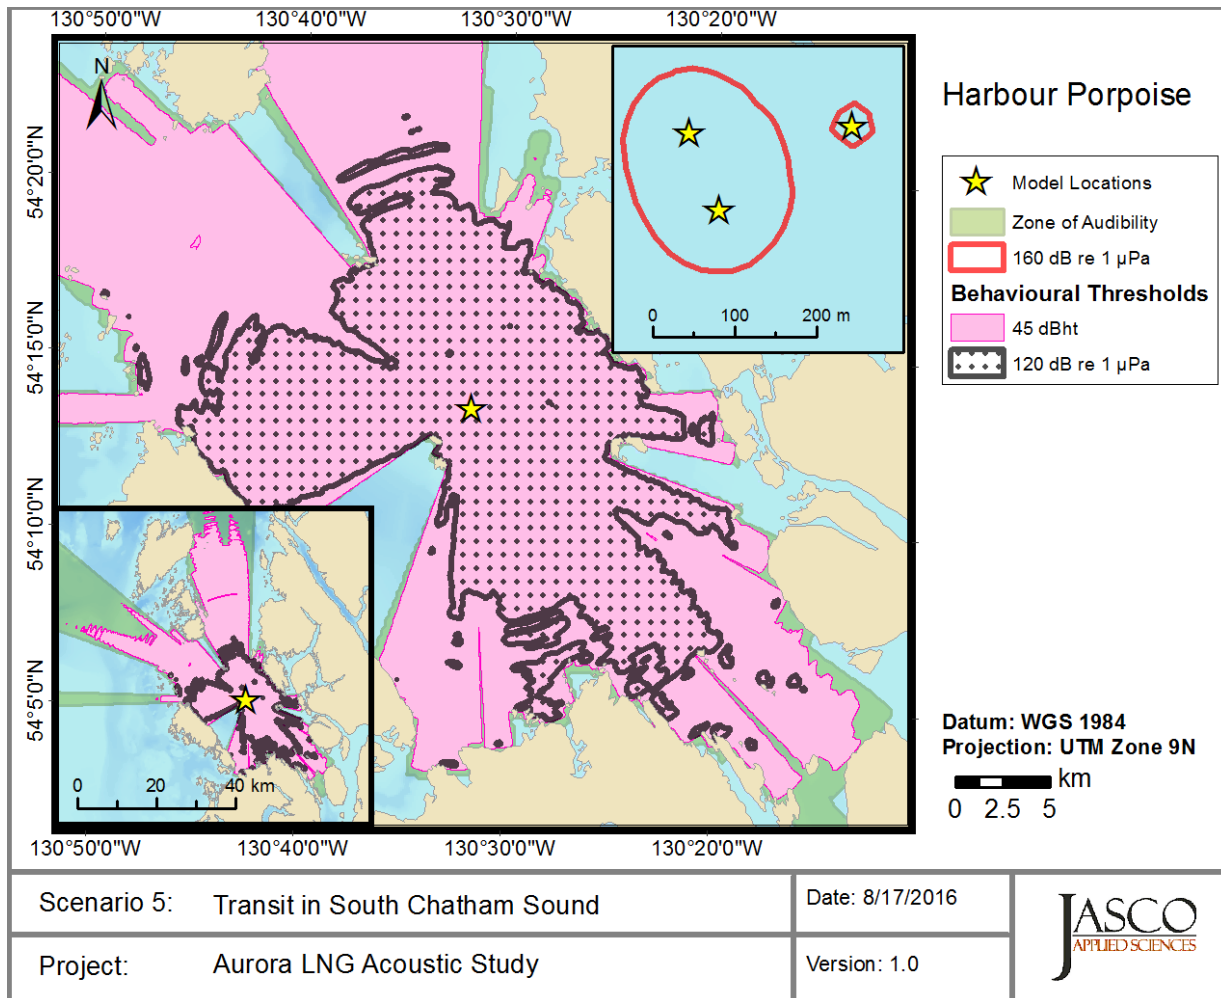 130°50'0"W 130°40'0"W 130°30'0"W 130°20'0"W
N
54°20'0"N
54°15'0"N
54°10'0"N
54°5'0"N
0 100 200 m
0 20 40 km
130°50'0"W 130°40'0"W 130°30'0"W 130°20'0"W
Harbour Porpoise
Model Locations
Zone of Audibility
160 dB re 1 µPa
Behavioural Thresholds
45 dBht
120 dB re 1 µPa
Datum: WGS 1984
Projection: UTM Zone 9N
km
0 2.5 5
Scenario 5: Transit in South Chatham Sound
Date: 8/17/2016
Project: Aurora LNG Acoustic Study
Version: 1.0
JASCO
APPLIED SCIENCES